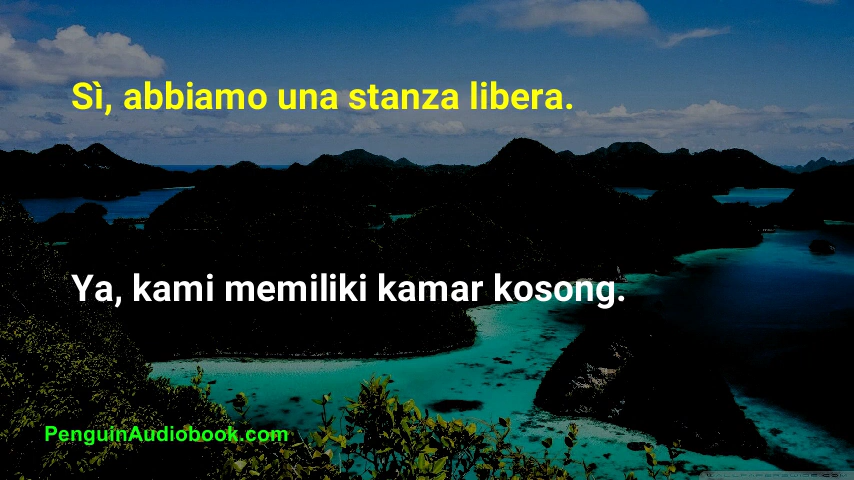 Sì, abbiamo una stanza libera.
Ya, kami memiliki kamar kosong.
PenguinAudiobook.com